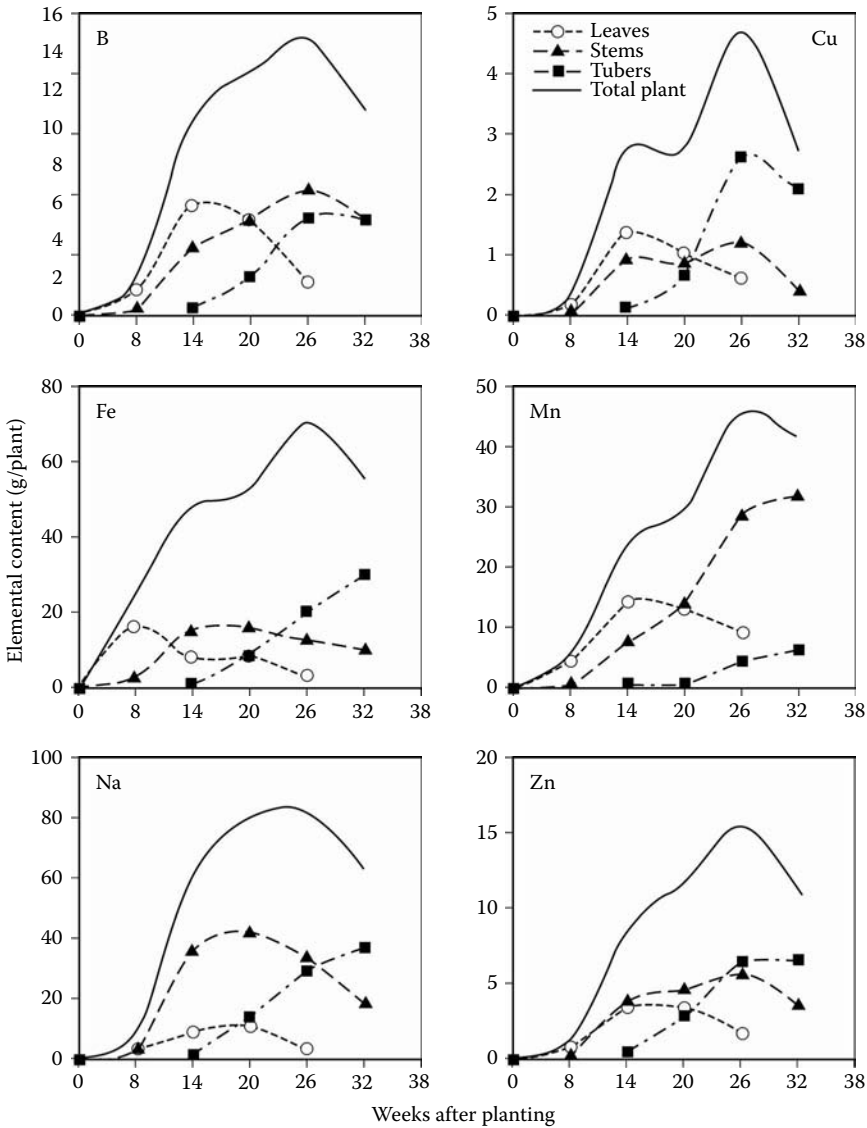 16
14
12
10
8
6
4
2
0
B
0 8 14 20 26 32 38
5
4
3
2
1
0
Leaves
Stems
Tubers
Total plant
Cu
0 8 14 20 26 32 38
80
60
40
20
0
Fe
0 8 14 20 26 32 38
50
40
30
20
10
0
Mn
0 8 14 20 26 32 38
Elemental content (g/plant)
100
80
60
40
20
0
Na
0 8 14 20 26 32 38
20
15
10
5
0
Zn
0 8 14 20 26 32 38
Weeks after planting